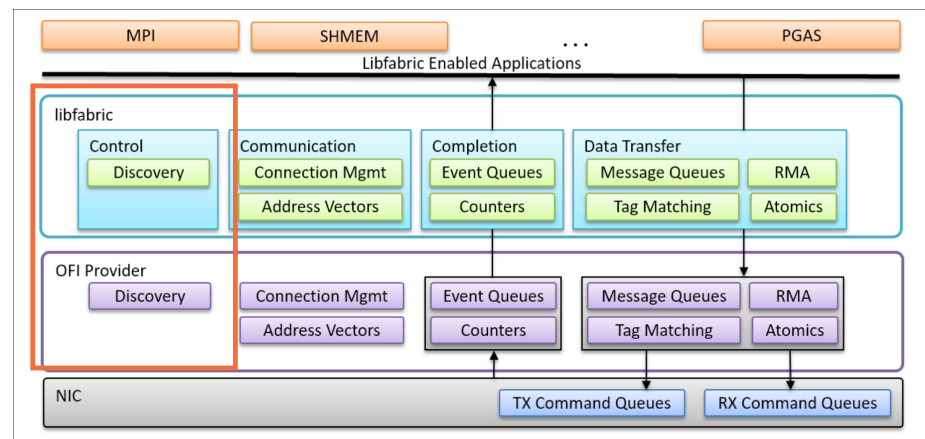 MPI
SHMEM
...
PGAS
Libfabric Enabled Applications
libfabric
Control
Communication
Completion
Data Transfer
Discovery
Connection Mgmt
Event Queues
Message Queues
RMA
Address Vectors
Counters
Tag Matching
Atomics
OFI Provider
Discovery
Connection Mgmt
Event Queues
Message Queues
RMA
Address Vectors
Counters
Tag Matching
Atomics
NIC
TX Command Queues
RX Command Queues